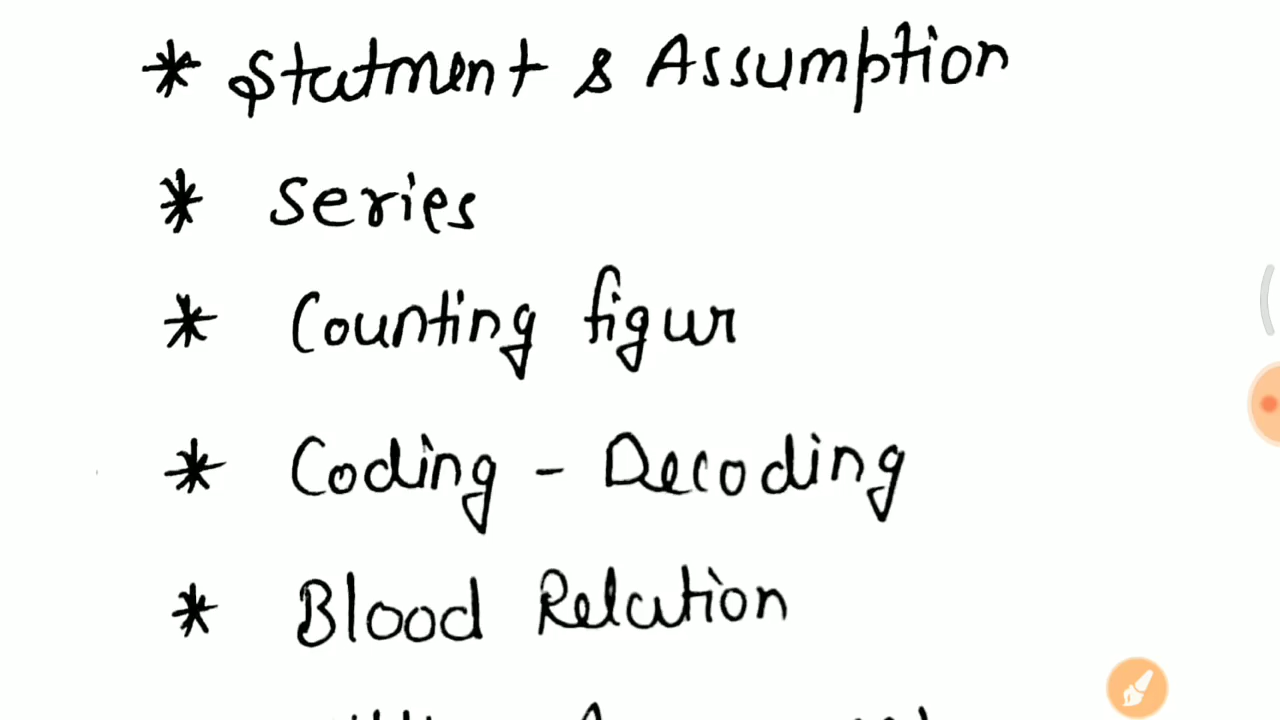 * Statment & Assumption
* Series
* Counting figur
* Coding - Decoding
* Blood Relation